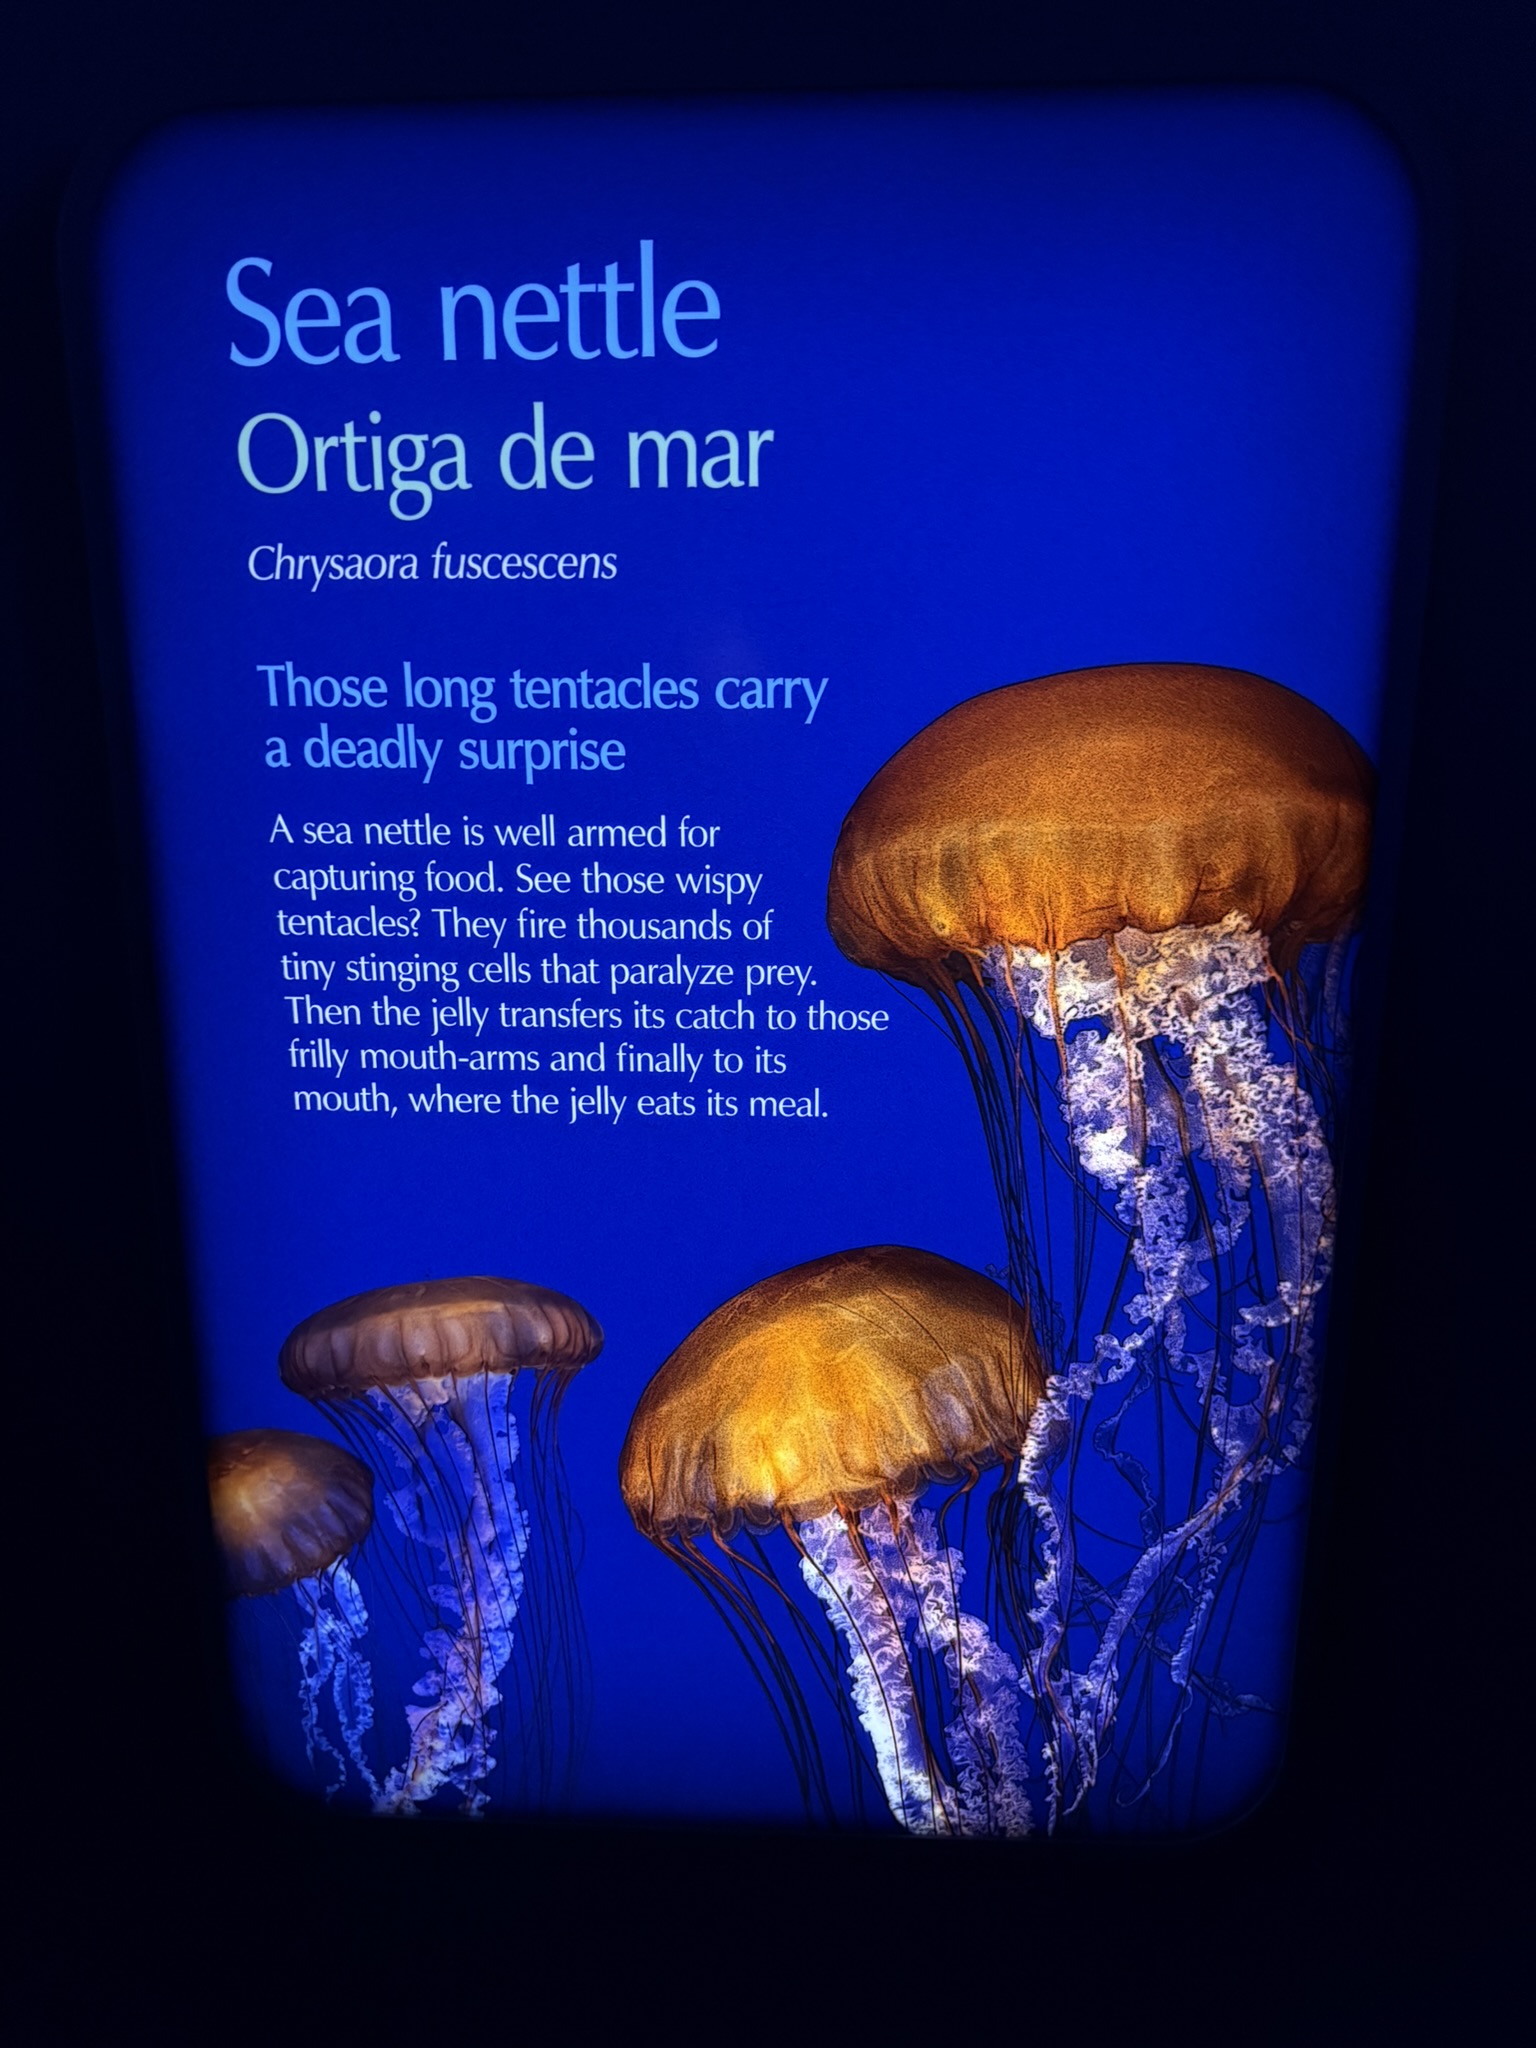 Sea nettle
Ortiga de mar
Chrysaora fuscescens
Those long tentacles carry
a deadly surprise
A sea nettle is well armed for
capturing food. See those wispy
tentacles? They fire thousands of
tiny stinging cells that paralyze prey.
Then the jelly transfers its catch to those
frilly mouth-arms and finally to its
mouth, where the jelly eats its meal.